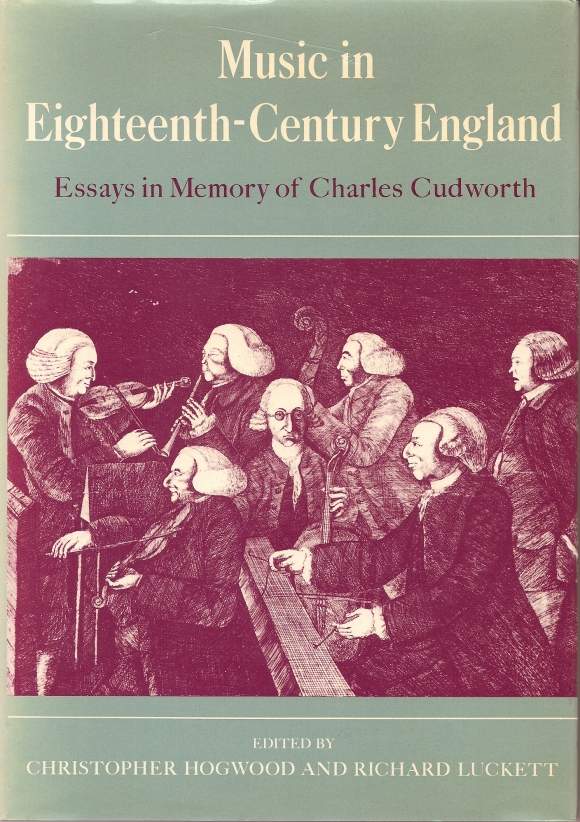 Music in
Eighteenth-Century England
Essays in Memory of Charles Cudworth
EDITED BY
CHRISTOPHER HOGWOOD AND RICHARD LUCKETT